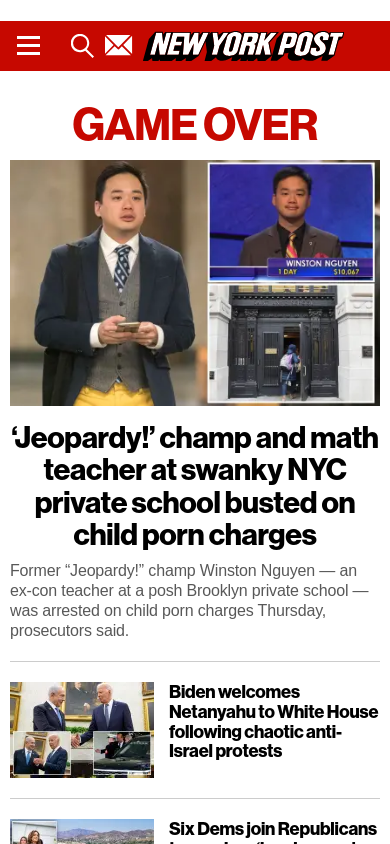 NEW YORK POST
GAME OVER
WINSTON NGUYEN
1 DAY $10,067
‘Jeopardy!’ champ and math
teacher at swanky NYC
private school busted on
child porn charges
Former “Jeopardy!” champ Winston Nguyen — an
ex-con teacher at a posh Brooklyn private school —
was arrested on child porn charges Thursday,
prosecutors said.
Biden welcomes
Netanyahu to White House
following chaotic anti-
Israel protests
Six Dems join Republicans